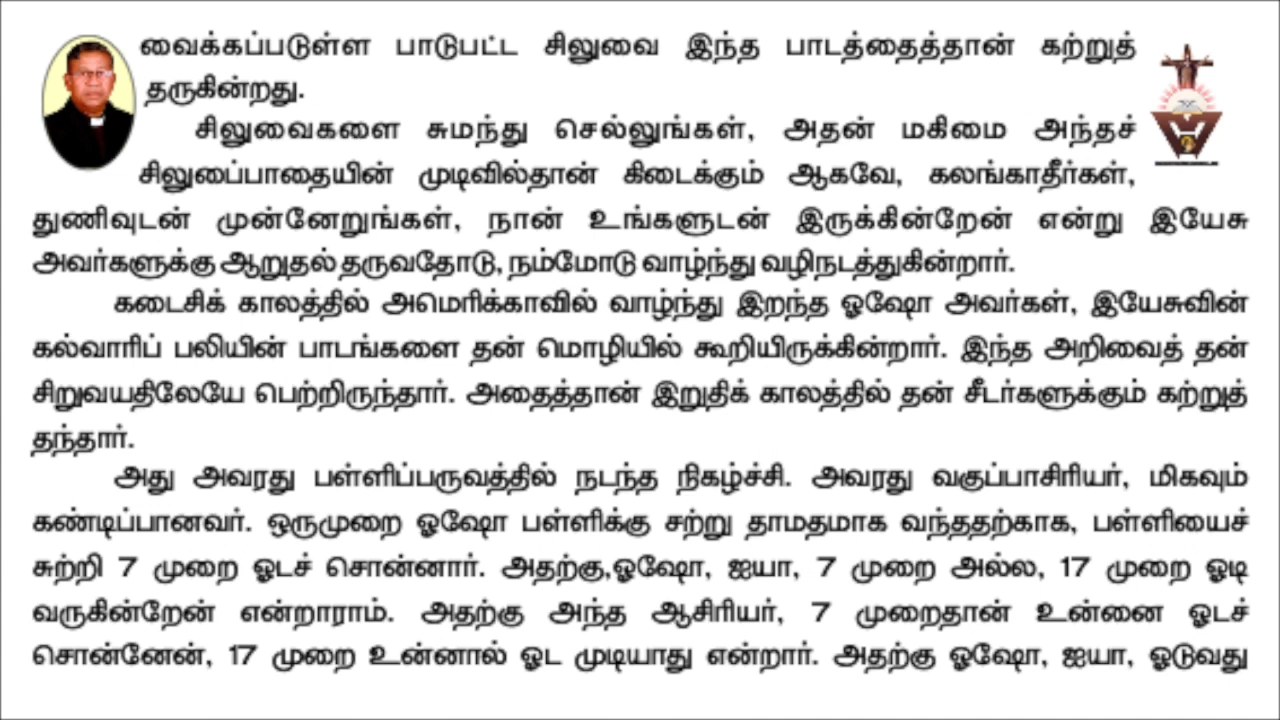 வைக்கப்படுள்ள பாடுபட்ட சிலுவை இந்த பாடத்தைத்தான் கற்றுத்
தருகின்றது.
சிலுவைகளை சுமந்து செல்லுங்கள், அதன் மகிமை அந்தச்
சிலுபைப்பாதையின் முடிவில்தான் கிடைக்கும் ஆகவே, கலங்காதீர்கள்,
துணிவுடன் முன்னேறுங்கள், நான் உங்களுடன் இருக்கின்றேன் என்று இயேசு
அவர்களுக்கு ஆறுதல் தருவதோடு, நம்மோடு வாழ்ந்து வழிநடத்துகின்றார்.
கடைசிக் காலத்தில் அமெரிக்காவில் வாழ்ந்து இறந்த ஓஷோ அவர்கள், இயேசுவின்
கல்வாரிப் பலியின் பாடங்களை தன் மொழியில் கூறியிருக்கின்றார். இந்த அறிவைத் தன்
சிறுவயதிலேயே பெற்றிருந்தார். அதைத்தான் இறுதிக் காலத்தில் தன் சீடர்களுக்கும் கற்றுத்
தந்தார்.
அது அவரது பள்ளிப்பருவத்தில் நடந்த நிகழ்ச்சி. அவரது வகுப்பாசிரியர், மிகவும்
கண்டிப்பானவர். ஒருமுறை ஓஷோ பள்ளிக்கு சற்று தாமதமாக வந்ததற்காக, பள்ளியைச்
சுற்றி 7 முறை ஓடச் சொன்னார். அதற்கு,ஓஷோ, ஐயா, 7 முறை அல்ல, 17 முறை ஓடி
வருகின்றேன் என்றாராம். அதற்கு அந்த ஆசிரியர், 7 முறைதான் உன்னை ஓடச்
சொன்னேன், 17 முறை உன்னால் ஓட முடியாது என்றார். அதற்கு ஓஷோ, ஐயா, ஓடுவது